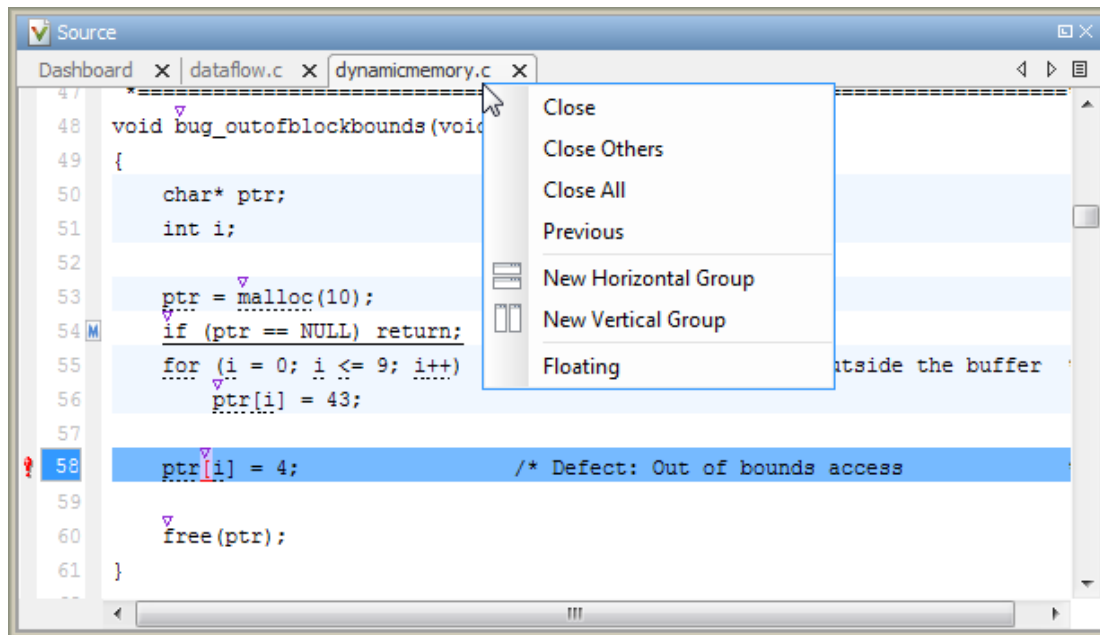 Source
Dashboard dataflow.c dynamicmemory.c
47 *==============================================================
48 void bug_outofblockbounds(void
49 {
50 char* ptr;
51 int i;
52
53 ptr = malloc(10);
54 M if (ptr == NULL) return;
55 for (i = 0; i <= 9; i++) utside the buffer
56 ptr[i] = 43;
57
58 ptr[i] = 4; /* Defect: Out of bounds access
59
60 free(ptr);
61 }
Close
Close Others
Close All
Previous
New Horizontal Group
New Vertical Group
Floating